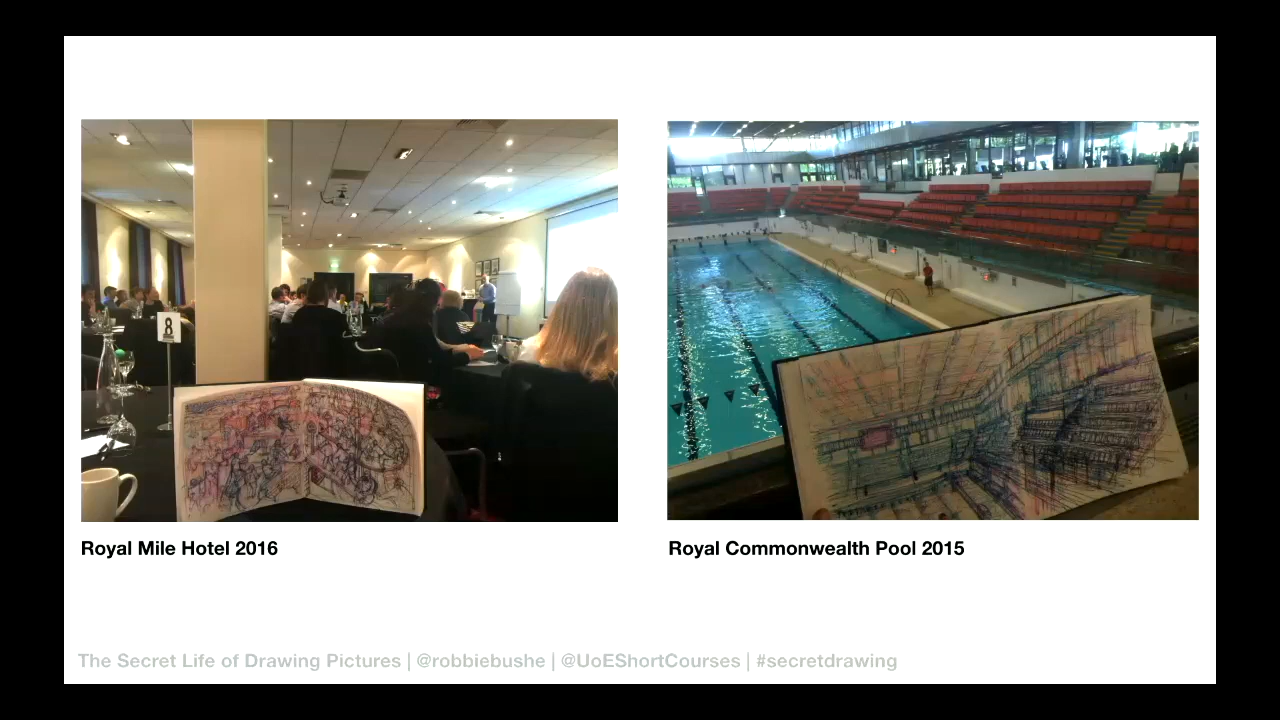 8
Royal Mile Hotel 2016
Royal Commonwealth Pool 2015
The Secret Life of Drawing Pictures | @robbiebushe | @UoEShortCourses | #secretdrawing